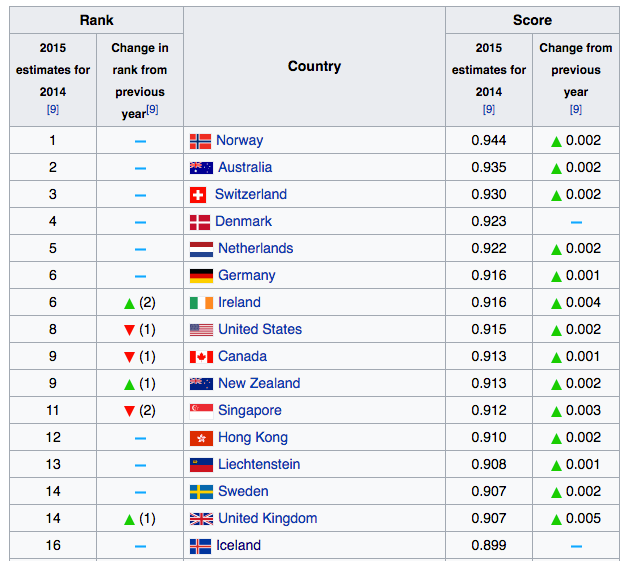 Rank Score
2015 estimates for 2014 [9] Change in rank from previous year[9] Country 2015 estimates for 2014 [9] Change from previous year [9]
1 – Norway 0.944 ▲ 0.002
2 – Australia 0.935 ▲ 0.002
3 – Switzerland 0.930 ▲ 0.002
4 – Denmark 0.923 –
5 – Netherlands 0.922 ▲ 0.002
6 – Germany 0.916 ▲ 0.001
6 ▲ (2) Ireland 0.916 ▲ 0.004
8 ▼ (1) United States 0.915 ▲ 0.002
9 ▼ (1) Canada 0.913 ▲ 0.001
9 ▲ (1) New Zealand 0.913 ▲ 0.002
11 ▼ (2) Singapore 0.912 ▲ 0.003
12 – Hong Kong 0.910 ▲ 0.002
13 – Liechtenstein 0.908 ▲ 0.001
14 – Sweden 0.907 ▲ 0.002
14 ▲ (1) United Kingdom 0.907 ▲ 0.005
16 – Iceland 0.899 –